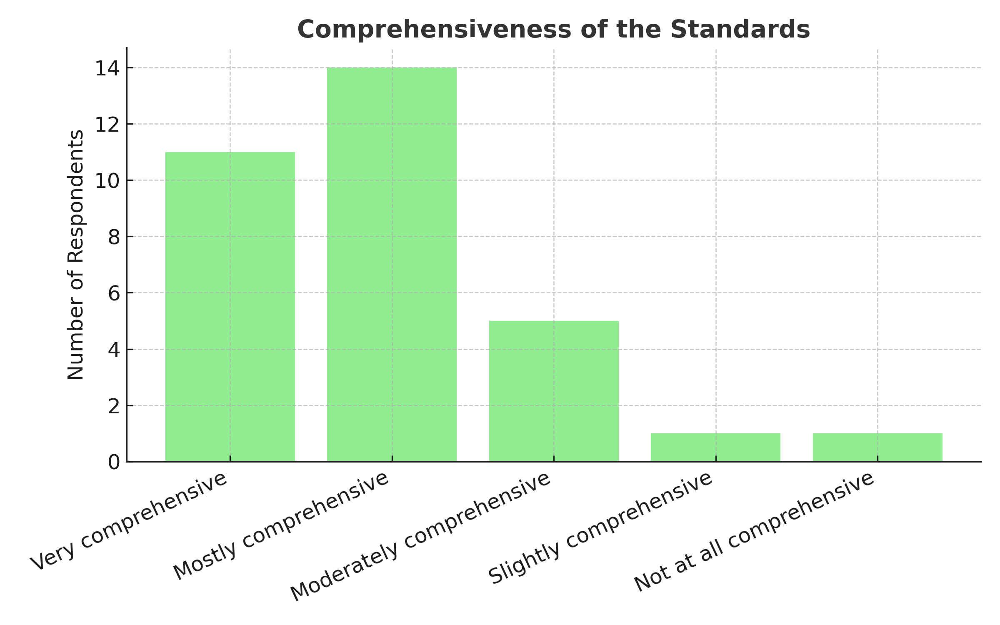 Comprehensiveness of the Standards
Number of Respondents
14
12
10
8
6
4
2
0
Very comprehensive
Mostly comprehensive
Moderately comprehensive
Slightly comprehensive
Not at all comprehensive